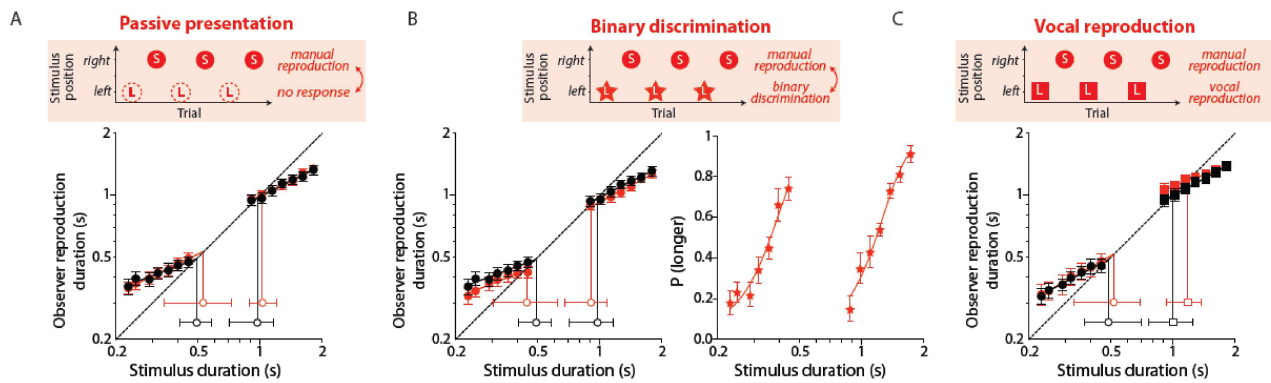 A
Passive presentation
Stimulus
position
right
left
S S S
L L L
manual
reproduction
no response
Trial
Observer reproduction
duration (s)
2
1
0.5
0.2
0.2 0.5 1 2
Stimulus duration (s)
B
Binary discrimination
Stimulus
position
right
left
S S S
L L L
manual
reproduction
binary
discrimination
Trial
Observer reproduction
duration (s)
2
1
0.5
0.2
0.2 0.5 1 2
Stimulus duration (s)
P (longer)
1
0.8
0.6
0.4
0.2
0.0
0.2 0.5 1 2
Stimulus duration (s)
C
Vocal reproduction
Stimulus
position
right
left
S S S
L L L
manual
reproduction
vocal
reproduction
Trial
Observer reproduction
duration (s)
2
1
0.5
0.2
0.2 0.5 1 2
Stimulus duration (s)